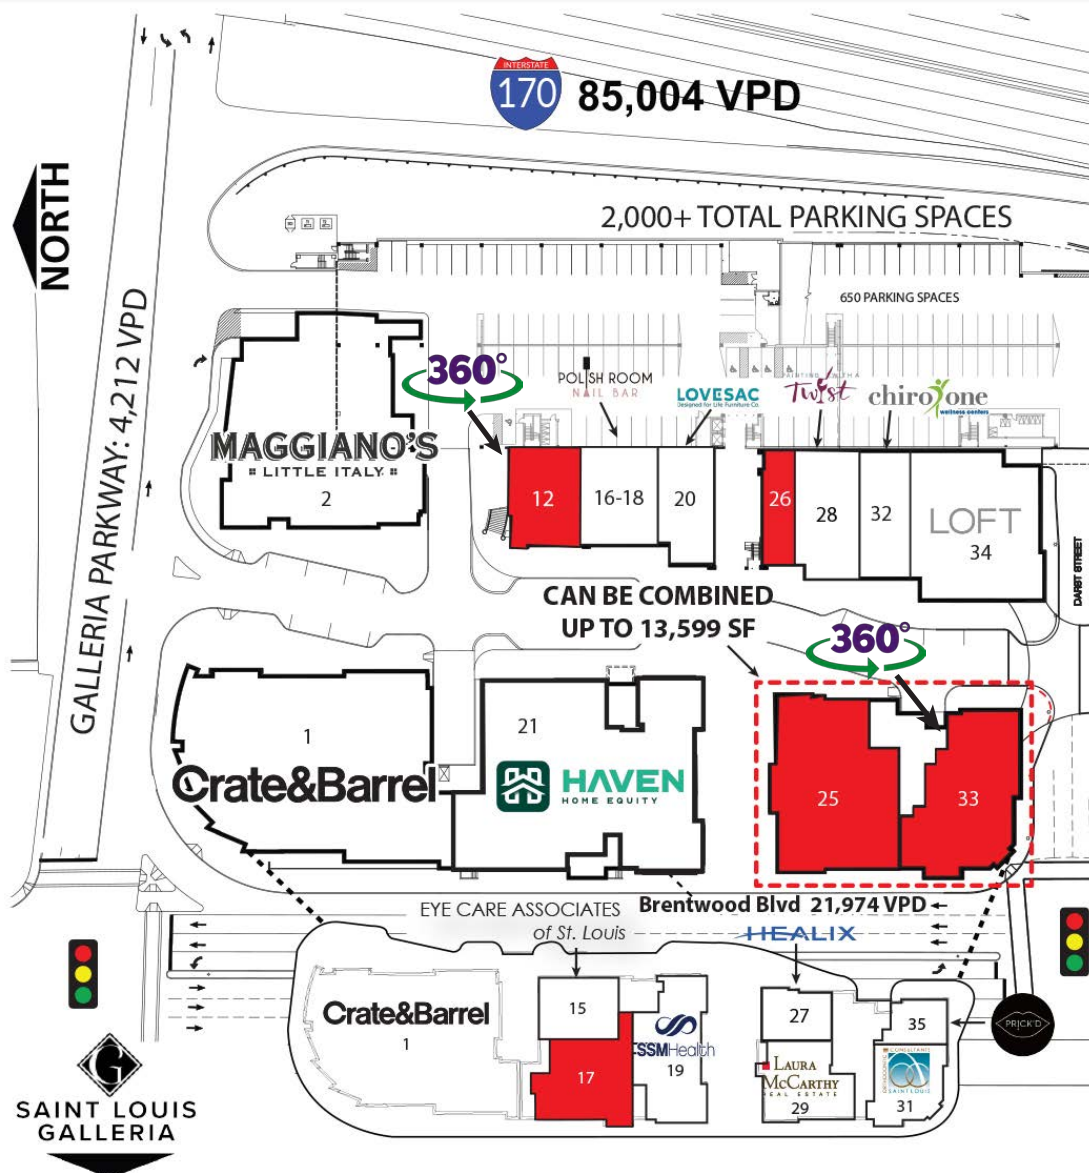 INTERSTATE
170
85,004 VPD
NORTH
2,000+ TOTAL PARKING SPACES
650 PARKING SPACES
GALLERIA PARKWAY: 4,212 VPD
360°
POLISH ROOM
NAIL BAR
LOVESAC
Designed for Life Furniture Co.
PAINTING WITH A
Twist
chiro one
wellness centers
MAGGIANO'S
LITTLE ITALY
2
12
16-18
20
26
28
32
LOFT
34
DARST STREET
CAN BE COMBINED
UP TO 13,599 SF
360°
1
Crate&Barrel
21
HAVEN
HOME EQUITY
25
33
EYE CARE ASSOCIATES
of St. Louis
Brentwood Blvd 21,974 VPD
HEALIX
Crate&Barrel
1
15
17
SSMHealth
19
27
LAURA
McCARTHY
REAL ESTATE
29
35
PRICK'D
SAINT LOUIS
31
G
SAINT LOUIS
GALLERIA